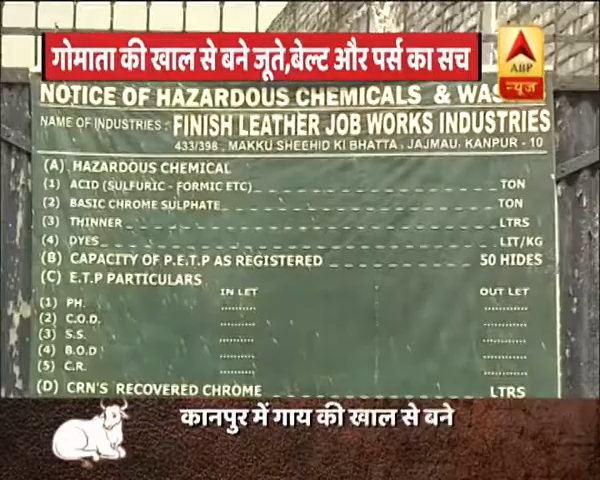 गोमाता की खाल से बने जूते,बेल्ट और पर्स का सच
ABP
न्यूज़
NOTICE OF HAZARDOUS CHEMICALS & WAS
NAME OF INDUSTRIES : FINISH LEATHER JOB WORKS INDUSTRIES
433/398, MAKKU SHEEHID KI BHATTA, JAJMAU, KANPUR - 10
(A) HAZARDOUS CHEMICAL
(1) ACID (SULFURIC - FORMIC ETC) TON
(2) BASIC CHROME SULPHATE TON
(3) THINNER LTRS
(4) DYES LIT/KG
(B) CAPACITY OF P.E.T.P AS REGISTERED 50 HIDES
(C) E.T.P PARTICULARS
IN LET OUT LET
(1) PH.
(2) C.O.D.
(3) S.S.
(4) B.O.D
(5) C.R.
(D) CRN'S RECOVERED CHROME LTRS
कानपुर में गाय की खाल से बने